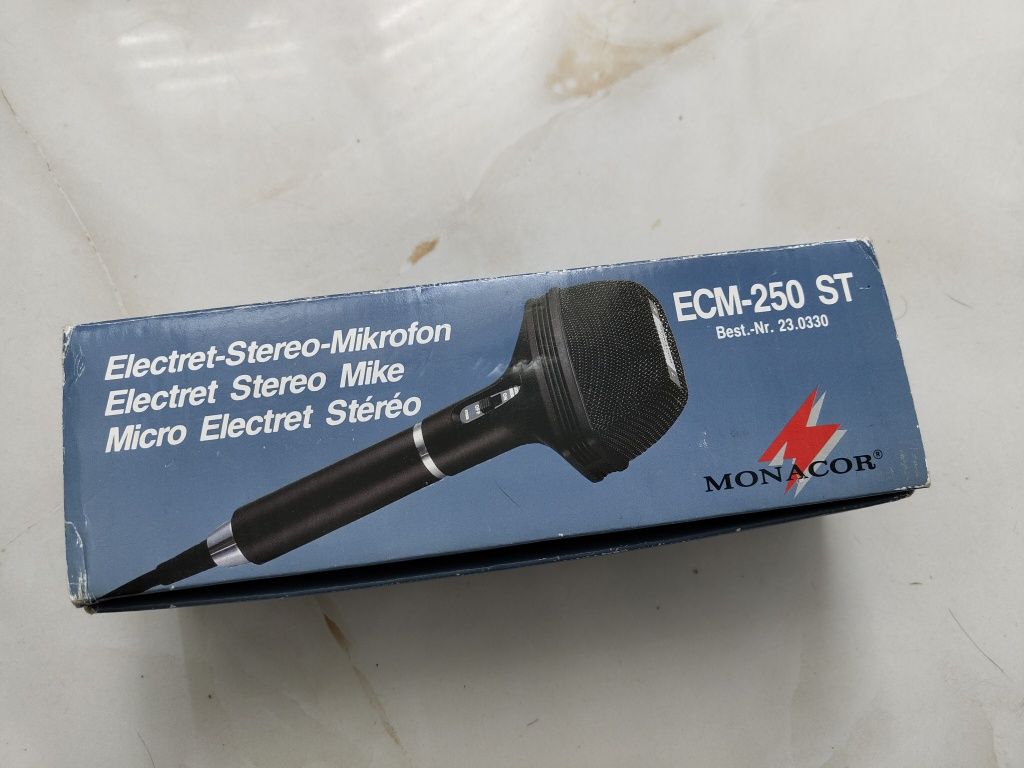 Electret-Stereo-Mikrofon
Electret Stereo Mike
Micro Electret Stéréo
ECM-250 ST
Best.-Nr. 23.0330
MONACOR®